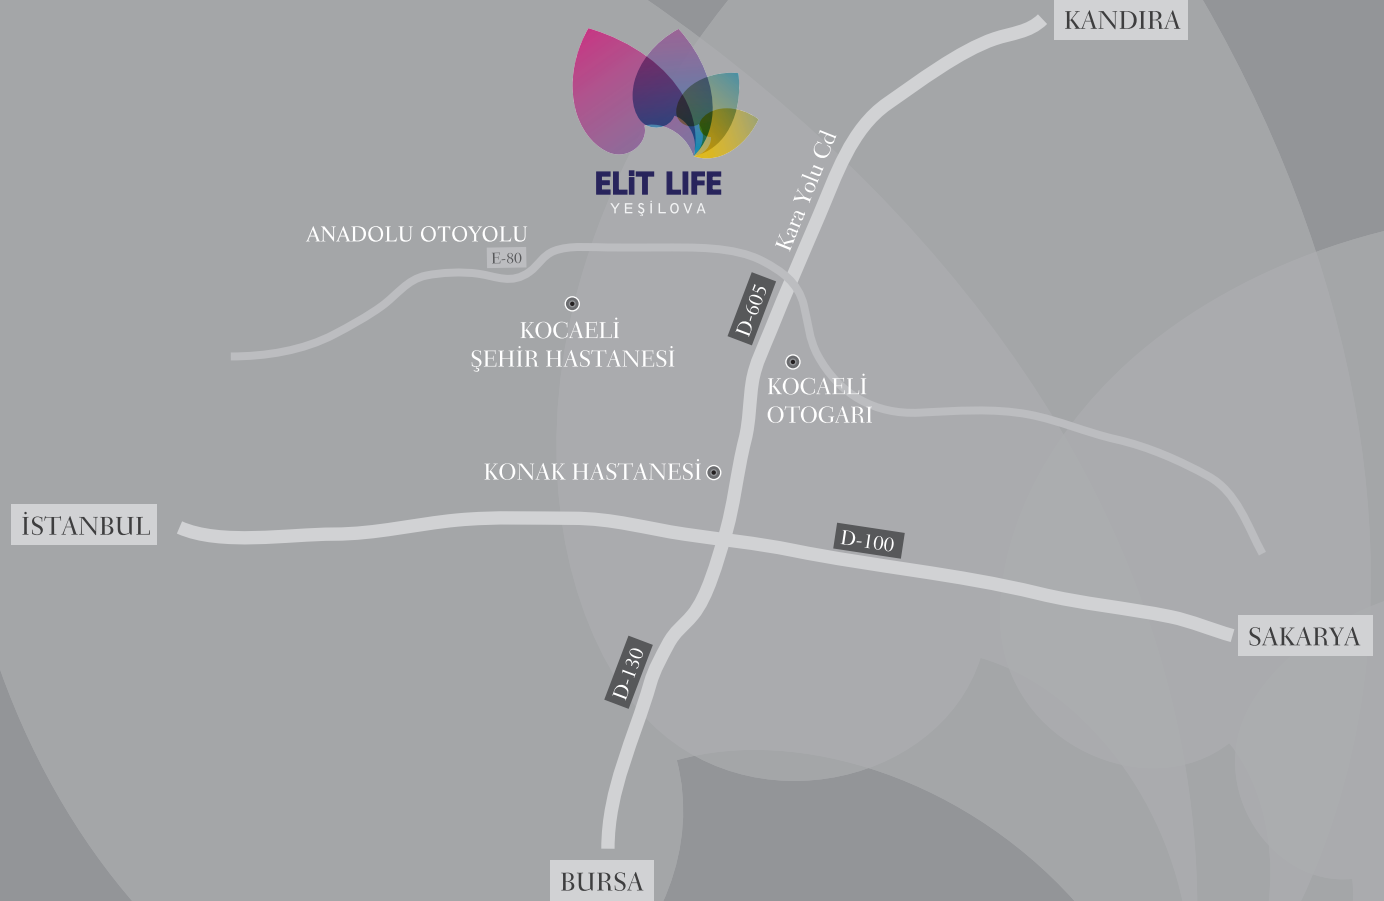 KANDIRA
ELiT LIFE
YEŞİLOVA
Kara Yolu Cd
ANADOLU OTOYOLU
E-80
D-605
KOCAELİ
ŞEHİR HASTANESİ
KOCAELİ
OTOGARI
KONAK HASTANESİ
İSTANBUL
D-100
SAKARYA
D-130
BURSA